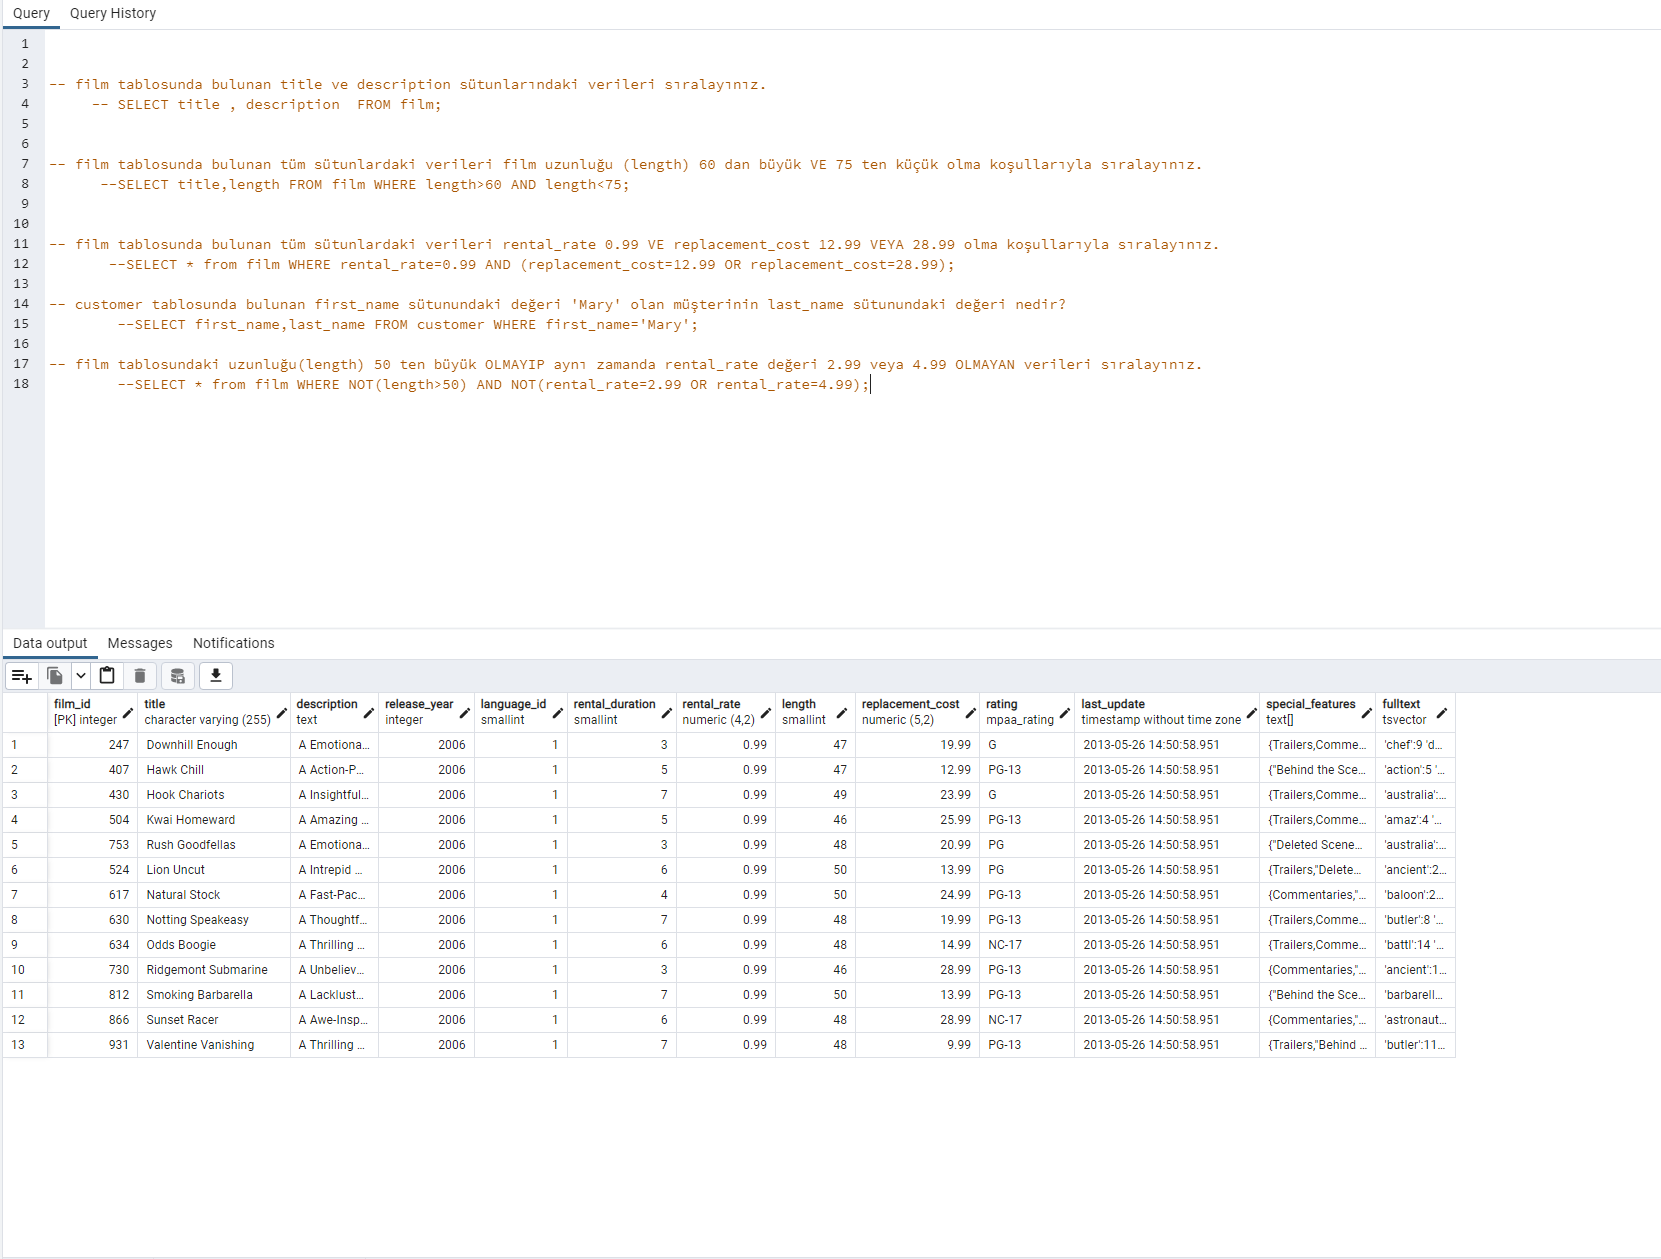 Query Query History
1
2
3 -- film tablosunda bulunan title ve description sütunlarındaki verileri sıralayınız.
4 -- SELECT title , description  FROM film;
5
6
7 -- film tablosunda bulunan tüm sütunlardaki verileri film uzunluğu (length) 60 dan büyük VE 75 ten küçük olma koşullarıyla sıralayınız.
8 --SELECT title,length FROM film WHERE length>60 AND length<75;
9
10
11 -- film tablosunda bulunan tüm sütunlardaki verileri rental_rate 0.99 VE replacement_cost 12.99 VEYA 28.99 olma koşullarıyla sıralayınız.
12 --SELECT * from film WHERE rental_rate=0.99 AND (replacement_cost=12.99 OR replacement_cost=28.99);
13
14 -- customer tablosunda bulunan first_name sütunundaki değeri 'Mary' olan müşterinin last_name sütunundaki değeri nedir?
15 --SELECT first_name,last_name FROM customer WHERE first_name='Mary';
16
17 -- film tablosundaki uzunluğu(length) 50 ten büyük OLMAYIP aynı zamanda rental_rate değeri 2.99 veya 4.99 OLMAYAN verileri sıralayınız.
18 --SELECT * from film WHERE NOT(length>50) AND NOT(rental_rate=2.99 OR rental_rate=4.99);
Data output Messages Notifications
film_id title description release_year language_id rental_duration rental_rate length replacement_cost rating last_update special_features fulltext
[PK] integer character varying (255) text integer smallint smallint numeric (4,2) smallint numeric (5,2) mpaa_rating timestamp without time zone text[] tsvector
1 247 Downhill Enough A Emotiona... 2006 1 3 0.99 47 19.99 G 2013-05-26 14:50:58.951 {Trailers,Comme... 'chef':9 'd...
2 407 Hawk Chill A Action-P... 2006 1 5 0.99 47 12.99 PG-13 2013-05-26 14:50:58.951 {"Behind the Sce... 'action':5 '...
3 430 Hook Chariots A Insightful... 2006 1 7 0.99 49 23.99 G 2013-05-26 14:50:58.951 {Trailers,Comme... 'australia':...
4 504 Kwai Homeward A Amazing ... 2006 1 5 0.99 46 25.99 PG-13 2013-05-26 14:50:58.951 {Trailers,Comme... 'amaz':4 '...
5 753 Rush Goodfellas A Emotiona... 2006 1 3 0.99 48 20.99 PG 2013-05-26 14:50:58.951 {"Deleted Scene... 'australia':...
6 524 Lion Uncut A Intrepid ... 2006 1 6 0.99 50 13.99 PG 2013-05-26 14:50:58.951 {Trailers,"Delete... 'ancient':2...
7 617 Natural Stock A Fast-Pac... 2006 1 4 0.99 50 24.99 PG-13 2013-05-26 14:50:58.951 {Commentaries,"... 'baloon':2...
8 630 Notting Speakeasy A Thoughtf... 2006 1 7 0.99 48 19.99 PG-13 2013-05-26 14:50:58.951 {Trailers,Comme... 'butler':8 '...
9 634 Odds Boogie A Thrilling ... 2006 1 6 0.99 48 14.99 NC-17 2013-05-26 14:50:58.951 {Trailers,Comme... 'battl':14 '...
10 730 Ridgemont Submarine A Unbeliev... 2006 1 3 0.99 46 28.99 PG-13 2013-05-26 14:50:58.951 {Commentaries,"... 'ancient':1...
11 812 Smoking Barbarella A Lacklust... 2006 1 7 0.99 50 13.99 PG-13 2013-05-26 14:50:58.951 {"Behind the Sce... 'barbarell...
12 866 Sunset Racer A Awe-Insp... 2006 1 6 0.99 48 28.99 NC-17 2013-05-26 14:50:58.951 {Commentaries,"... 'astronaut...
13 931 Valentine Vanishing A Thrilling ... 2006 1 7 0.99 48 9.99 PG-13 2013-05-26 14:50:58.951 {Trailers,"Behind ... 'butler':11...